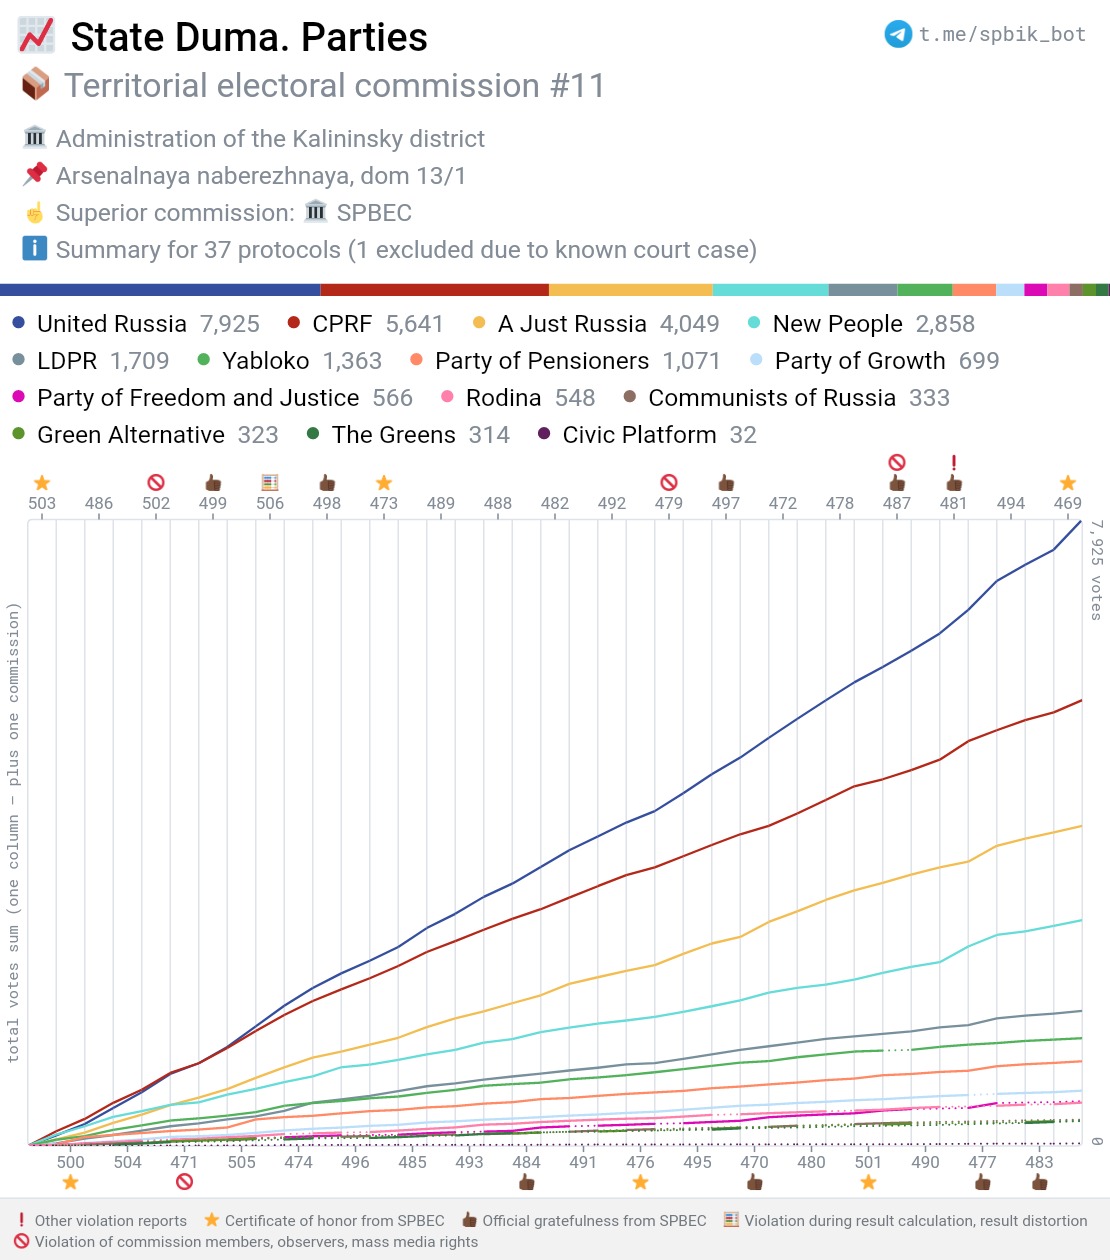 State Duma. Parties
t.me/spbik_bot
Territorial electoral commission #11
Administration of the Kalininsky district
Arsenalnaya naberezhnaya, dom 13/1
Superior commission: SPBEC
Summary for 37 protocols (1 excluded due to known court case)
United Russia 7,925 CPRF 5,641 A Just Russia 4,049 New People 2,858
LDPR 1,709 Yabloko 1,363 Party of Pensioners 1,071 Party of Growth 699
Party of Freedom and Justice 566 Rodina 548 Communists of Russia 333
Green Alternative 323 The Greens 314 Civic Platform 32
503 486 502 499 506 498 473 489 488 482 492 479 497 472 478 487 481 494 469
7,925 votes
total votes sum (one column – plus one commission)
0
500 504 471 505 474 496 485 493 484 491 476 495 470 480 501 490 477 483
Other violation reports Certificate of honor from SPBEC Official gratefulness from SPBEC Violation during result calculation, result distortion
Violation of commission members, observers, mass media rights